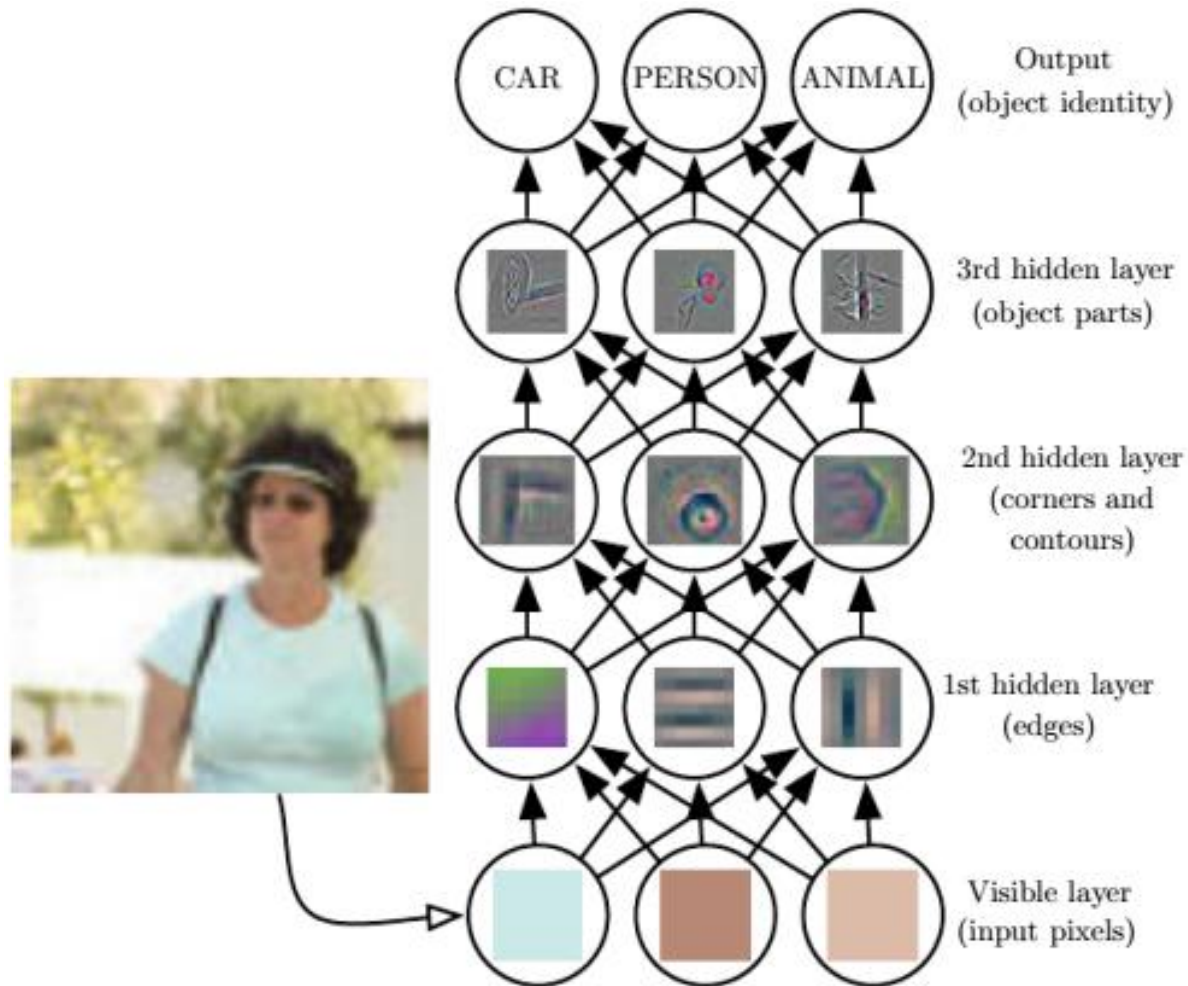 CAR
PERSON
ANIMAL
Output
(object identity)
3rd hidden layer
(object parts)
2nd hidden layer
(corners and
contours)
1st hidden layer
(edges)
Visible layer
(input pixels)